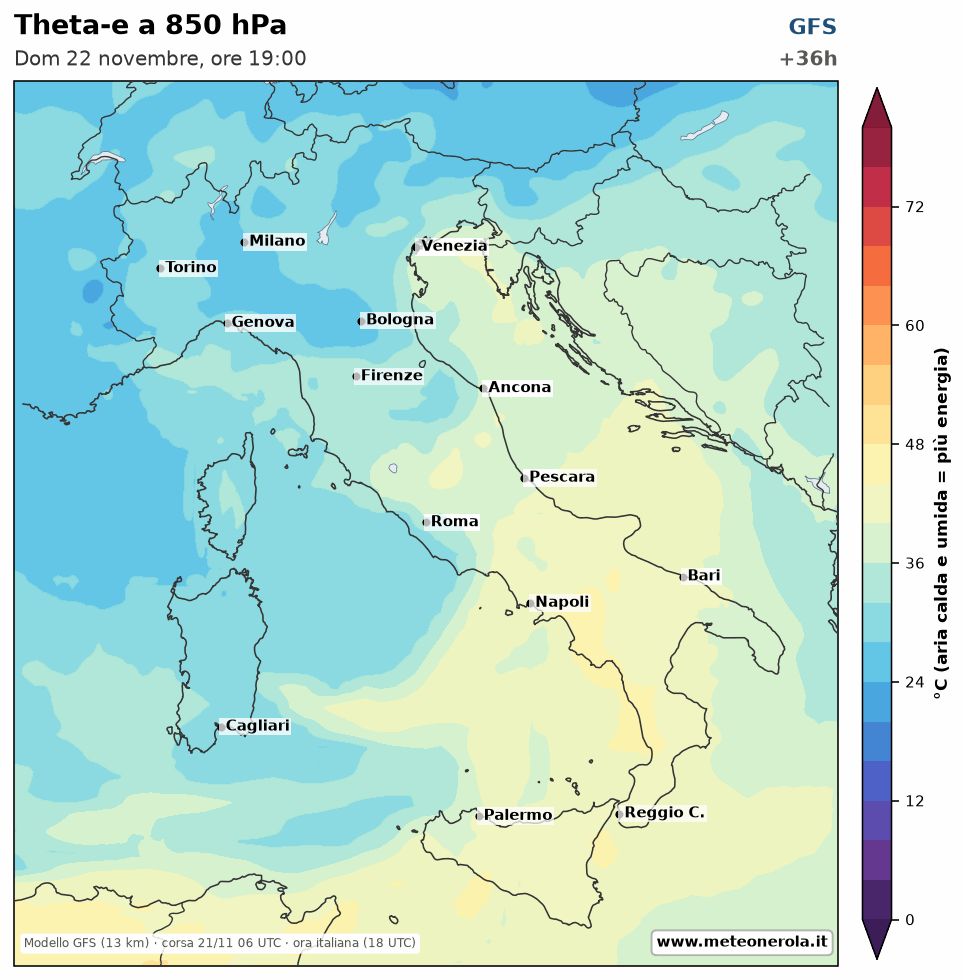 Theta-e a 850 hPa
GFS
Dom 22 novembre, ore 19:00
+36h
Milano
Venezia
Torino
Genova
Bologna
Firenze
Ancona
Pescara
Roma
Bari
Napoli
Cagliari
Palermo
Reggio C.
72
60
48
36
24
12
0
°C (aria calda e umida = più energia)
Modello GFS (13 km) · corsa 21/11 06 UTC · ora italiana (18 UTC)
www.meteonerola.it